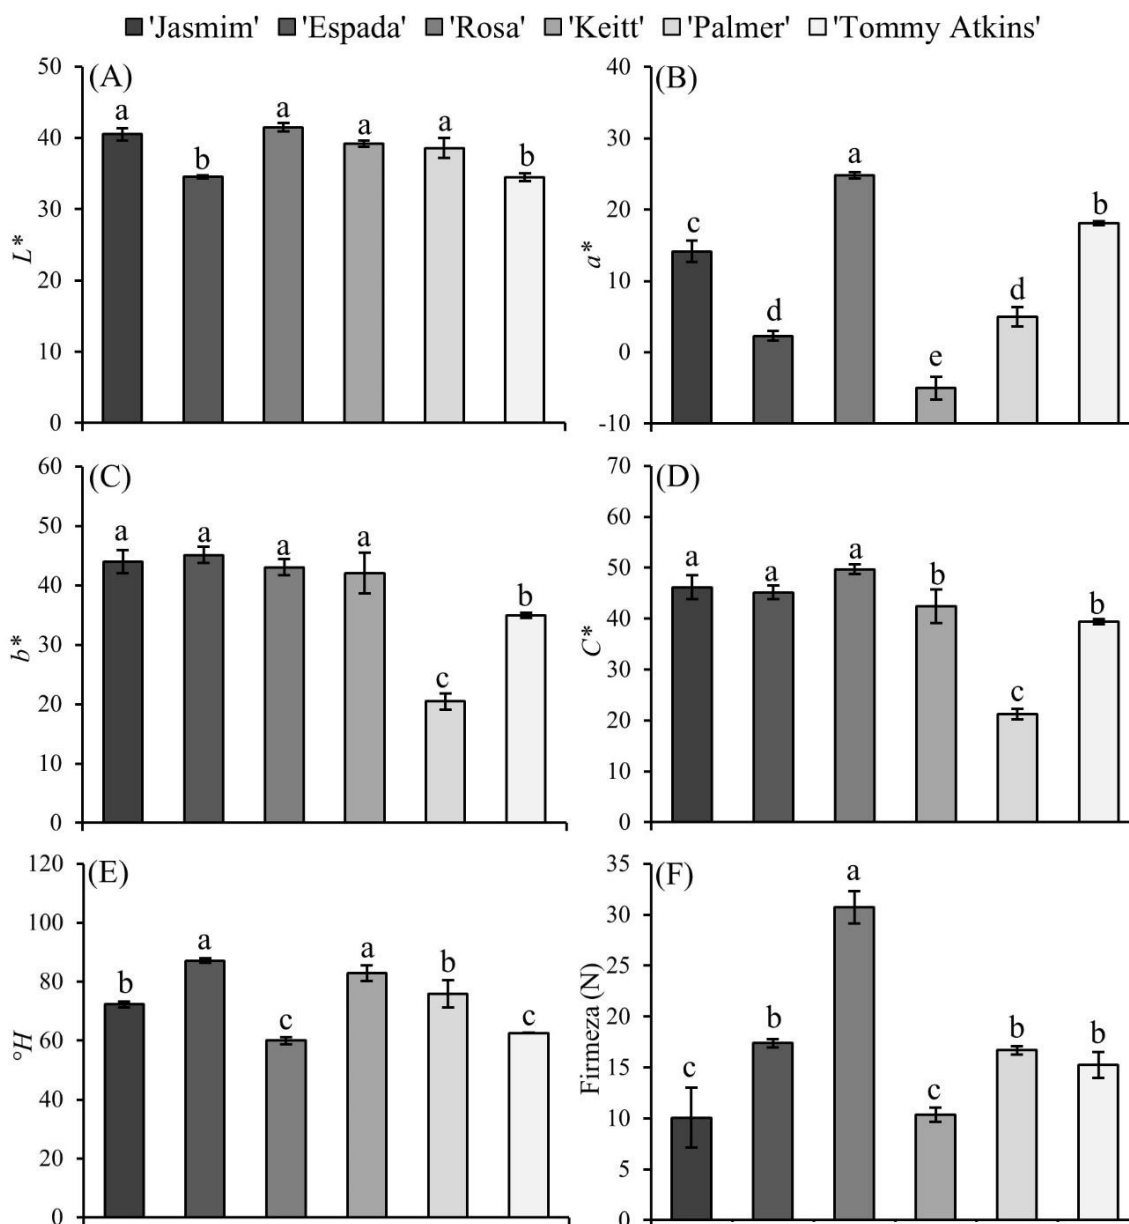 'Jasmim' 'Espada' 'Rosa' 'Keitt' 'Palmer' 'Tommy Atkins'
(A)
50
40
30
20
10
0
L*
a
b
a
a
a
b
(B)
40
30
20
10
0
-10
a*
c
d
a
e
d
b
(C)
60
50
40
30
20
10
0
b*
a
a
a
a
c
b
(D)
70
60
50
40
30
20
10
0
C*
a
a
a
b
c
b
(E)
120
100
80
60
40
20
0
°H
b
a
c
a
b
c
(F)
35
30
25
20
15
10
5
0
Firmeza (N)
c
b
a
c
b
b